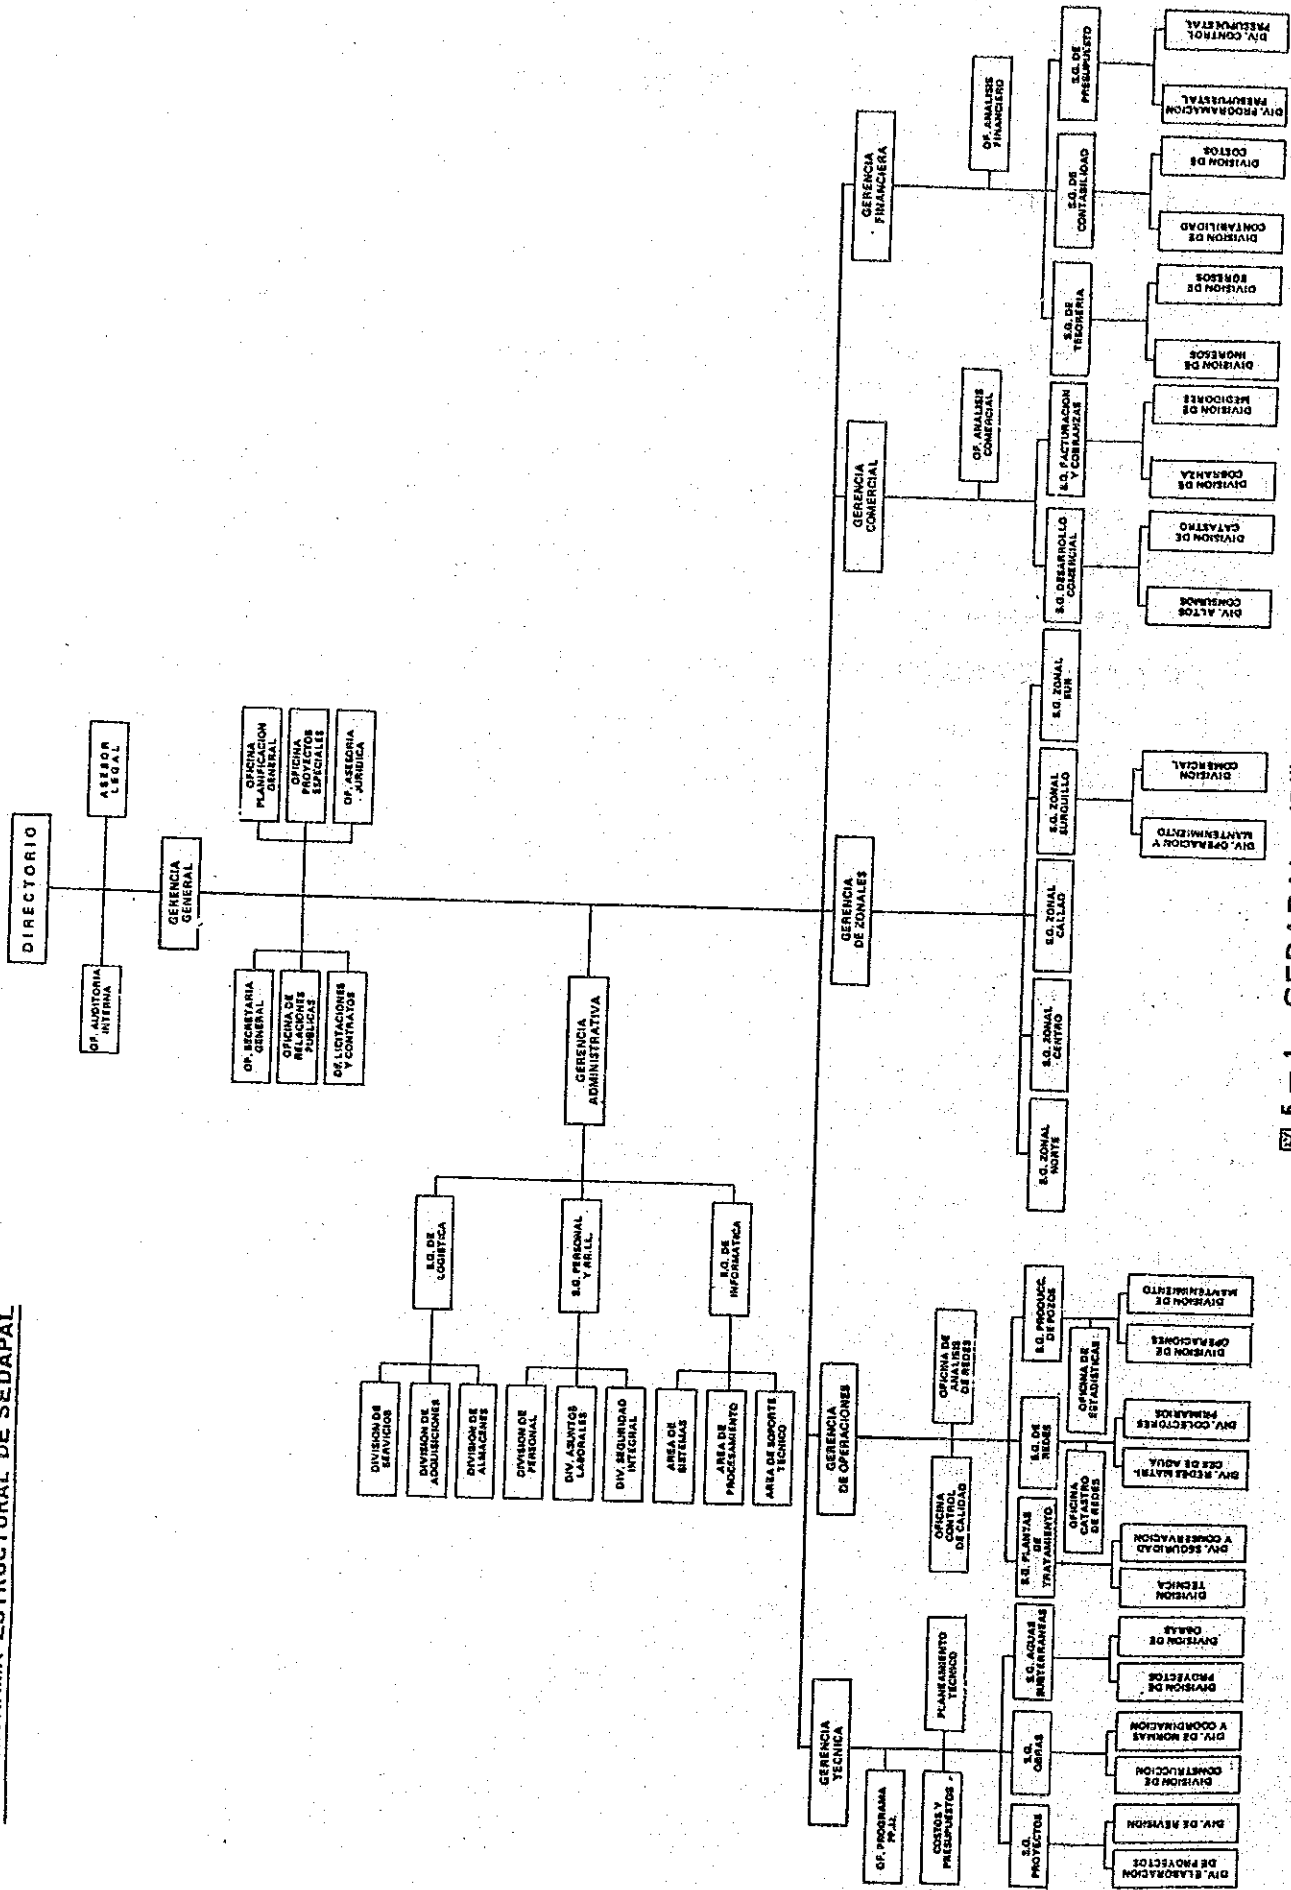 ESTRUCTURAL DE SEDAPAL
DIRECTORIO
OF. AUDITORIA
INTERNA
ASESOR
LEGAL
GERENCIA
GENERAL
OF. SECRETARIA
GENERAL
OFICINA DE
RELACIONES
PUBLICAS
OF. LICITACIONES
Y CONTRATOS
OFICINA
PLANIFICACION
GENERAL
OFICINA
PROYECTOS
ESPECIALES
OF. ASESORIA
JURIDICA
GERENCIA
ADMINISTRATIVA
S.G. DE
LOGISTICA
S.G. PERSONAL
Y RR.LL.
S.G. DE
INFORMATICA
DIVISION DE
SERVICIOS
DIVISION DE
ADQUISICIONES
DIVISION DE
ALMACENES
DIVISION DE
PERSONAL
DIV. ASUNTOS
LABORALES
DIV. SEGURIDAD
INTEGRAL
AREA DE
SISTEMAS
AREA DE
PROCESAMIENTO
AREA DE SOPORTE
TECNICO
GERENCIA
TECNICA
GERENCIA
DE OPERACIONES
GERENCIA
DE ZONALES
GERENCIA
COMERCIAL
GERENCIA
FINANCIERA
OF. PROGRAMA
PP.JJ.
COSTOS Y
PRESUPUESTOS
PLANEAMIENTO
TECNICO
OFICINA
CONTROL
DE CALIDAD
OFICINA DE
ANALISIS
DE REDES
OF. ANALISIS
COMERCIAL
OF. ANALISIS
FINANCIERO
S.G.
PROYECTOS
S.G.
OBRAS
S.G. AGUAS
SUBTERRANEAS
S.G. PLANTAS
DE
TRATAMIENTO
S.G. DE
REDES
S.G. PRODUCC.
DE POZOS
S.G. ZONAL
NORTE
S.G. ZONAL
CENTRO
S.G. ZONAL
CALLAO
S.G. ZONAL
SURQUILLO
S.G. ZONAL
SUR
S.G. DESARROLLO
COMERCIAL
S.G. FACTURACION
Y COBRANZAS
S.G. DE
TESORERIA
S.G. DE
CONTABILIDAD
S.G. DE
PRESUPUESTO
OFICINA
CATASTRO
DE REDES
OFICINA DE
ESTADISTICAS
DIV. ELABORACION
DE PROYECTOS
DIV. DE REVISION
DIVISION DE
CONSTRUCCION
DIV. DE NORMAS
Y COORDINACION
DIVISION DE
PROYECTOS
DIVISION DE
OBRAS
DIVISION
TECNICA
DIV. SEGURIDAD
Y CONSERVACION
DIV. REDES MATRI-
CES DE AGUA
DIV. COLECTORES
PRIMARIOS
DIVISION DE
OPERACIONES
DIVISION DE
MANTENIMIENTO
DIV. OPERACION Y
MANTENIMIENTO
DIVISION
COMERCIAL
DIV. ALTOS
CONSUMOS
DIVISION DE
CATASTRO
DIVISION DE
COBRANZA
DIVISION DE
MEDIDORES
DIVISION DE
INGRESOS
DIVISION DE
EGRESOS
DIVISION DE
CONTABILIDAD
DIVISION DE
COSTOS
DIV. PROGRAMACION
PRESUPUESTAL
DIV. CONTROL
PRESUPUESTAL